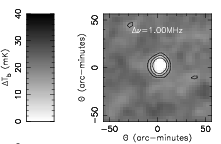 ΔT_b (mK)
0 10 20 30 40
Θ (arc-minutes)
−50 0 50
Δν=1.00MHz
−50 0 50
Θ (arc-minutes)